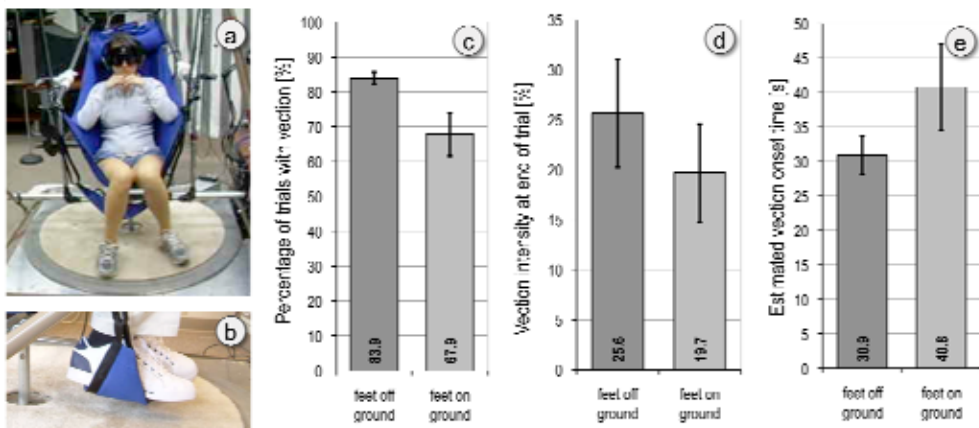 a
b
c
Percentage of trials with vection [%]
100
90
80
70
60
50
40
30
20
10
0
83.9
67.9
feet off
ground
feet on
ground
d
Vection intensity at end of trial [%]
35
30
25
20
15
10
5
0
25.6
19.7
feet off
ground
feet on
ground
e
Estimated vection onset time [s]
50
45
40
35
30
25
20
15
10
5
0
30.9
40.8
feet off
ground
feet on
ground